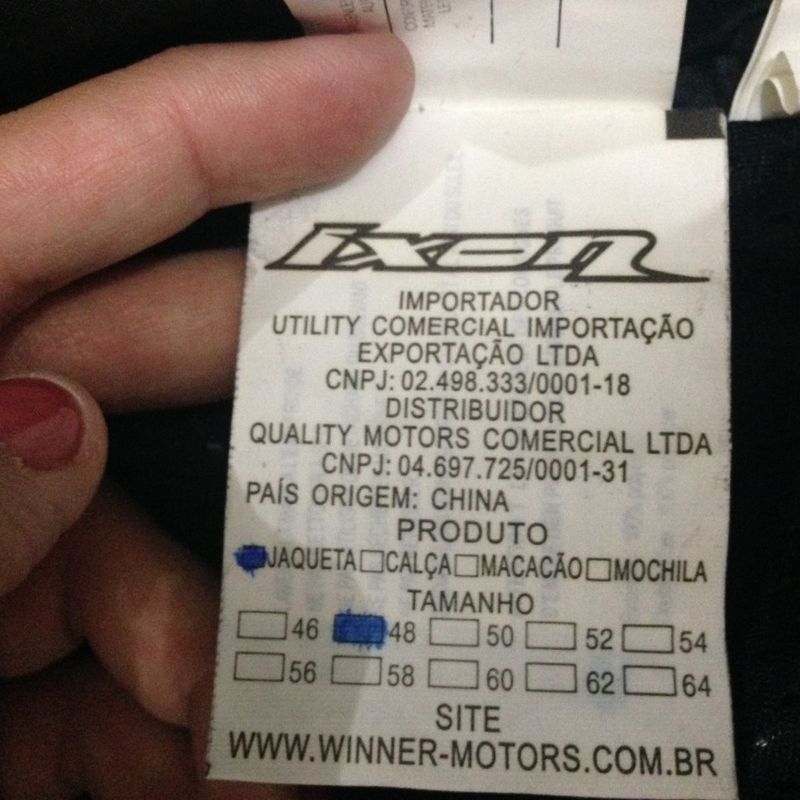 IXON
IMPORTADOR
UTILITY COMERCIAL IMPORTAÇÃO
EXPORTAÇÃO LTDA
CNPJ: 02.498.333/0001-18
DISTRIBUIDOR
QUALITY MOTORS COMERCIAL LTDA
CNPJ: 04.697.725/0001-31
PAÍS ORIGEM: CHINA
PRODUTO
JAQUETA CALÇA MACACÃO MOCHILA
TAMANHO
46 48 50 52 54
56 58 60 62 64
SITE
WWW.WINNER-MOTORS.COM.BR